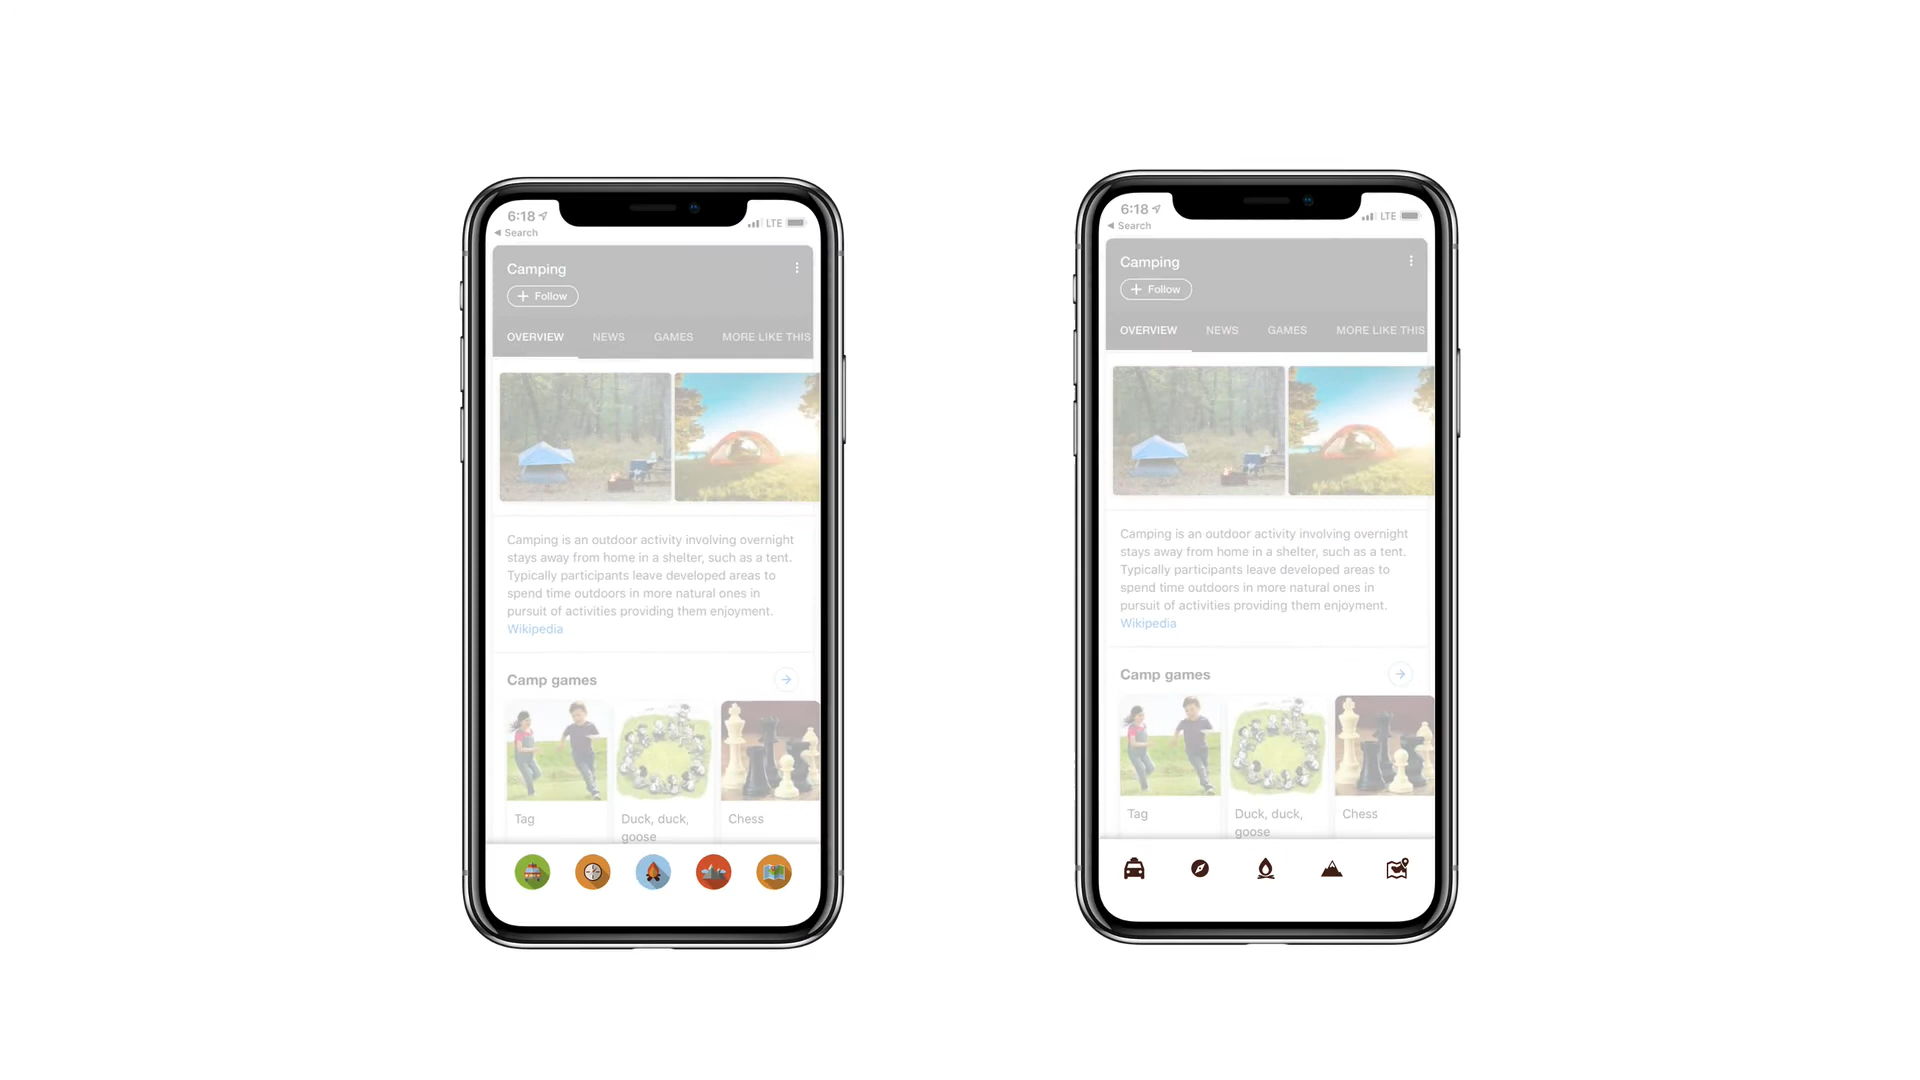 6:18
LTE
Search
Camping
Follow
OVERVIEW NEWS GAMES MORE LIKE THIS
Camping is an outdoor activity involving overnight
stays away from home in a shelter, such as a tent.
Typically participants leave developed areas to
spend time outdoors in more natural ones in
pursuit of activities providing them enjoyment.
Wikipedia
Camp games
Tag
Duck, duck,
goose
Chess
6:18
LTE
Search
Camping
Follow
OVERVIEW NEWS GAMES MORE LIKE THIS
Camping is an outdoor activity involving overnight
stays away from home in a shelter, such as a tent.
Typically participants leave developed areas to
spend time outdoors in more natural ones in
pursuit of activities providing them enjoyment.
Wikipedia
Camp games
Tag
Duck, duck,
goose
Chess